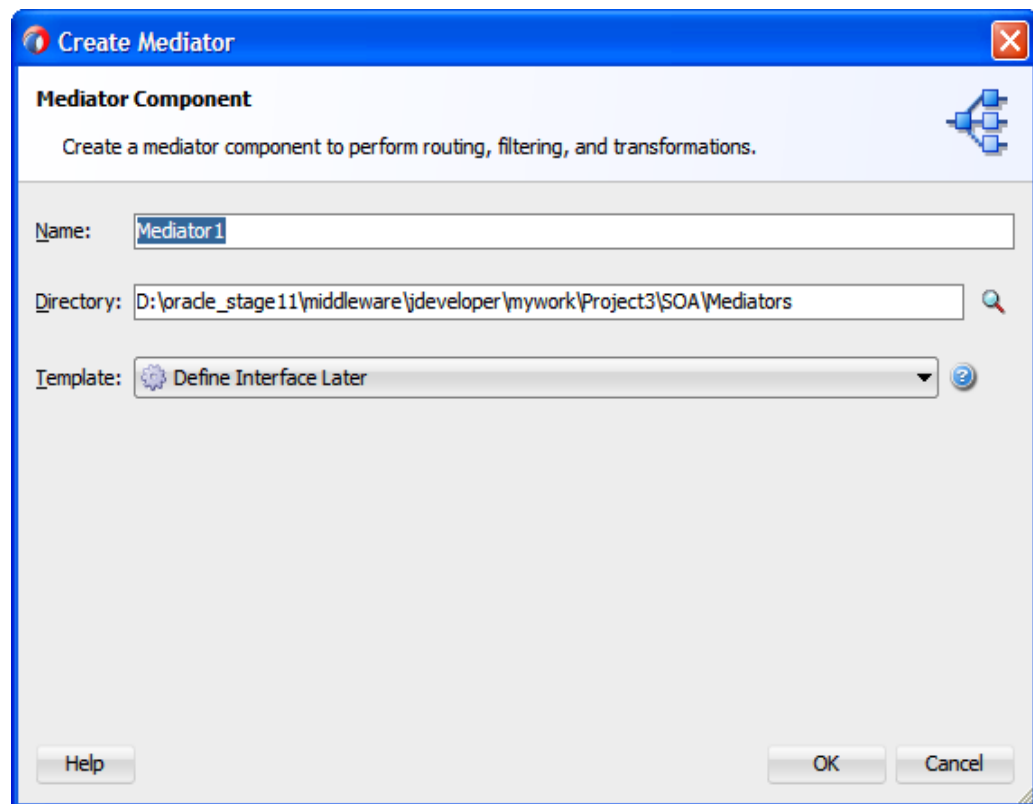 Create Mediator
Mediator Component
Create a mediator component to perform routing, filtering, and transformations.
Name: Mediator1
Directory: D:\oracle_stage11\middleware\jdeveloper\mywork\Project3\SOA\Mediators
Template: Define Interface Later
Help OK Cancel